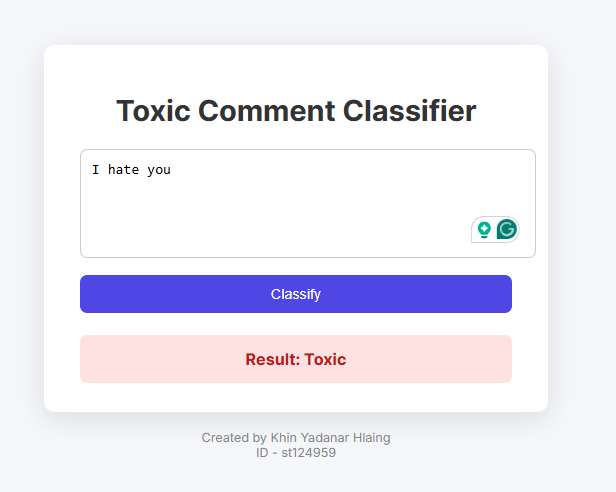 Toxic Comment Classifier
I hate you
Classify
Result: Toxic
Created by Khin Yadanar Hlaing
ID - st124959